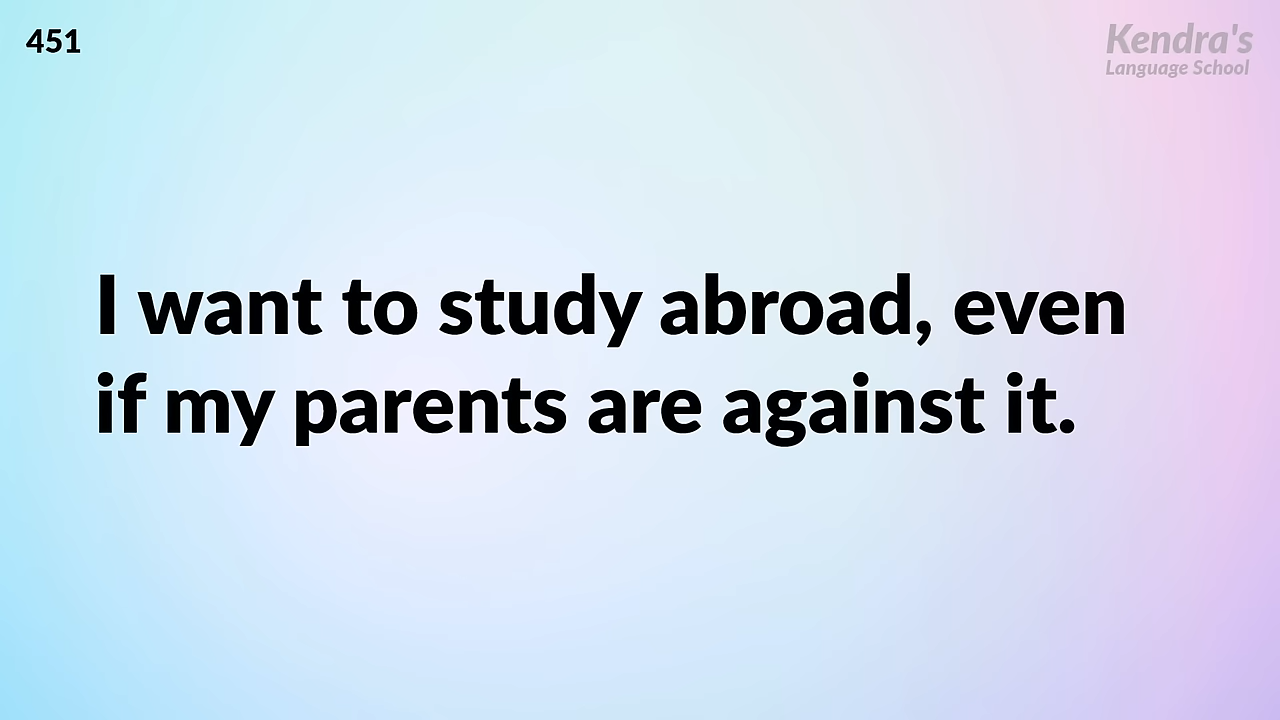 451
Kendra's
Language School
I want to study abroad, even
if my parents are against it.